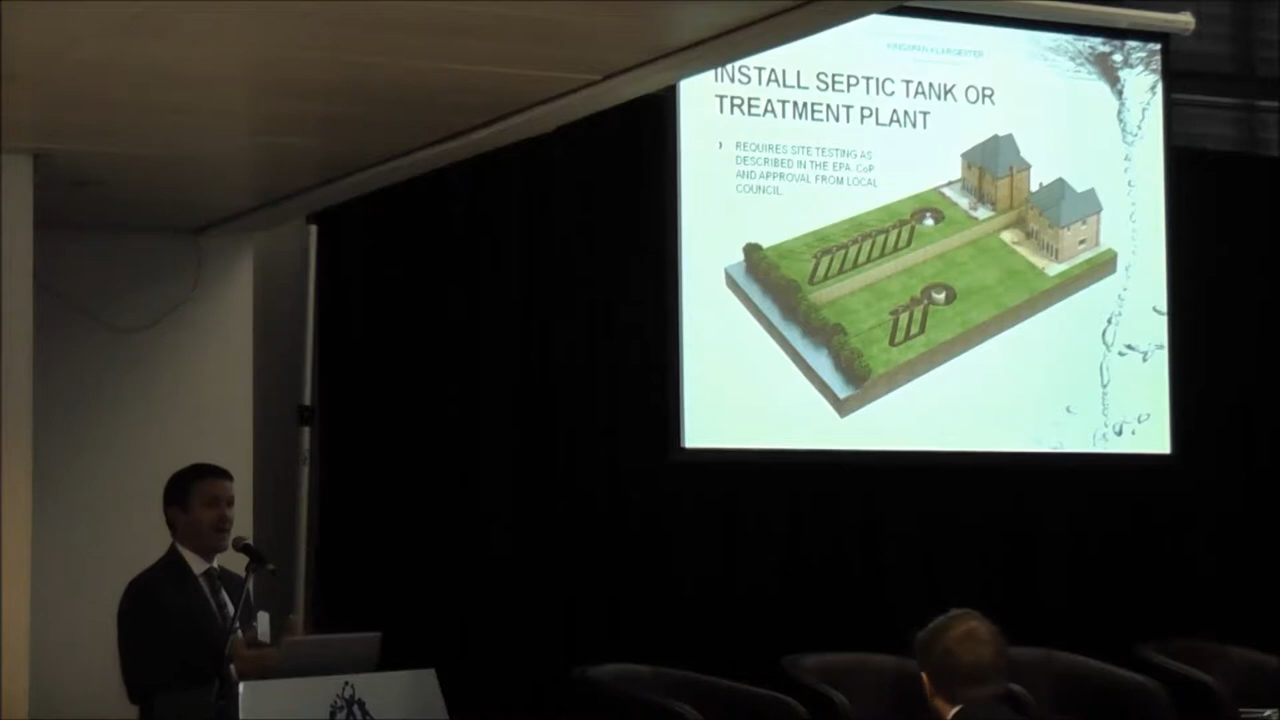 KINGSPAN KLARGESTER
INSTALL SEPTIC TANK OR
TREATMENT PLANT
› REQUIRES SITE TESTING AS
DESCRIBED IN THE EPA. CoP
AND APPROVAL FROM LOCAL
COUNCIL